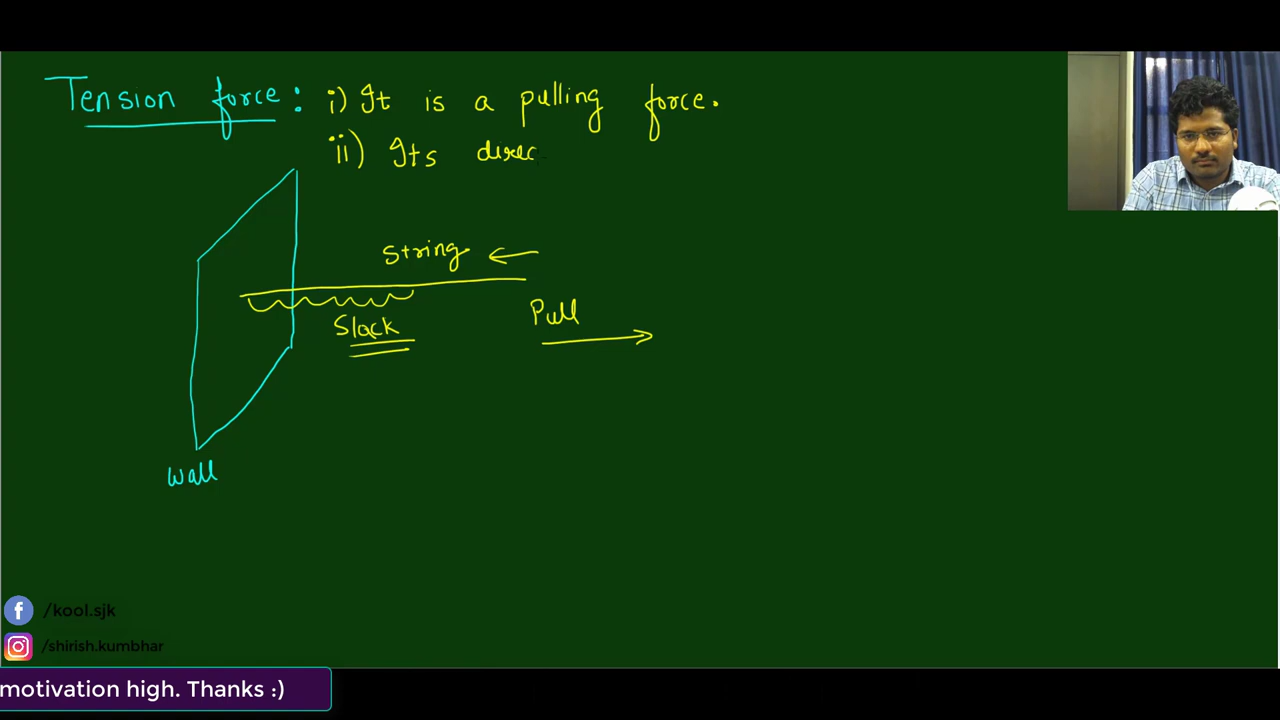 Tension force: i) It is a pulling force.
ii) Its direc
String
Pull
Slack
Wall
/kool.sjk
/shirish.kumbhar
motivation high. Thanks :)